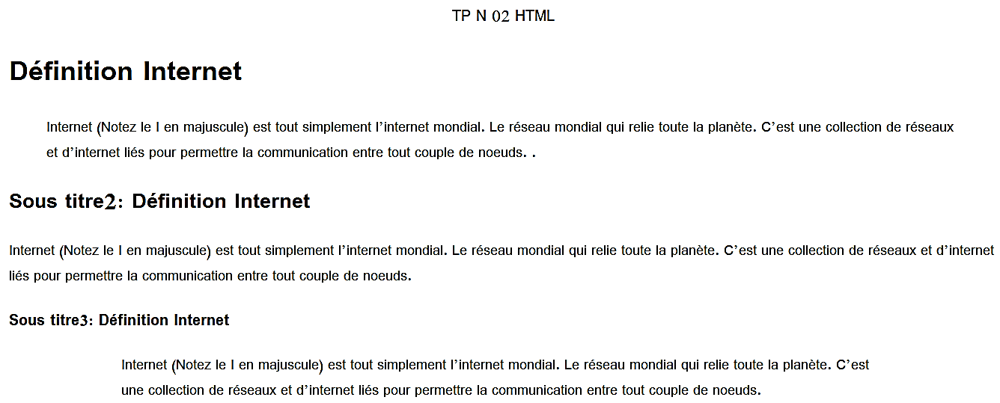 TP N 02 HTML
Définition Internet
Internet (Notez le I en majuscule) est tout simplement l’internet mondial. Le réseau mondial qui relie toute la planète. C’est une collection de réseaux
et d’internet liés pour permettre la communication entre tout couple de noeuds. .
Sous titre2: Définition Internet
Internet (Notez le I en majuscule) est tout simplement l’internet mondial. Le réseau mondial qui relie toute la planète. C’est une collection de réseaux et d’internet
liés pour permettre la communication entre tout couple de noeuds.
Sous titre3: Définition Internet
Internet (Notez le I en majuscule) est tout simplement l’internet mondial. Le réseau mondial qui relie toute la planète. C’est
une collection de réseaux et d’internet liés pour permettre la communication entre tout couple de noeuds.